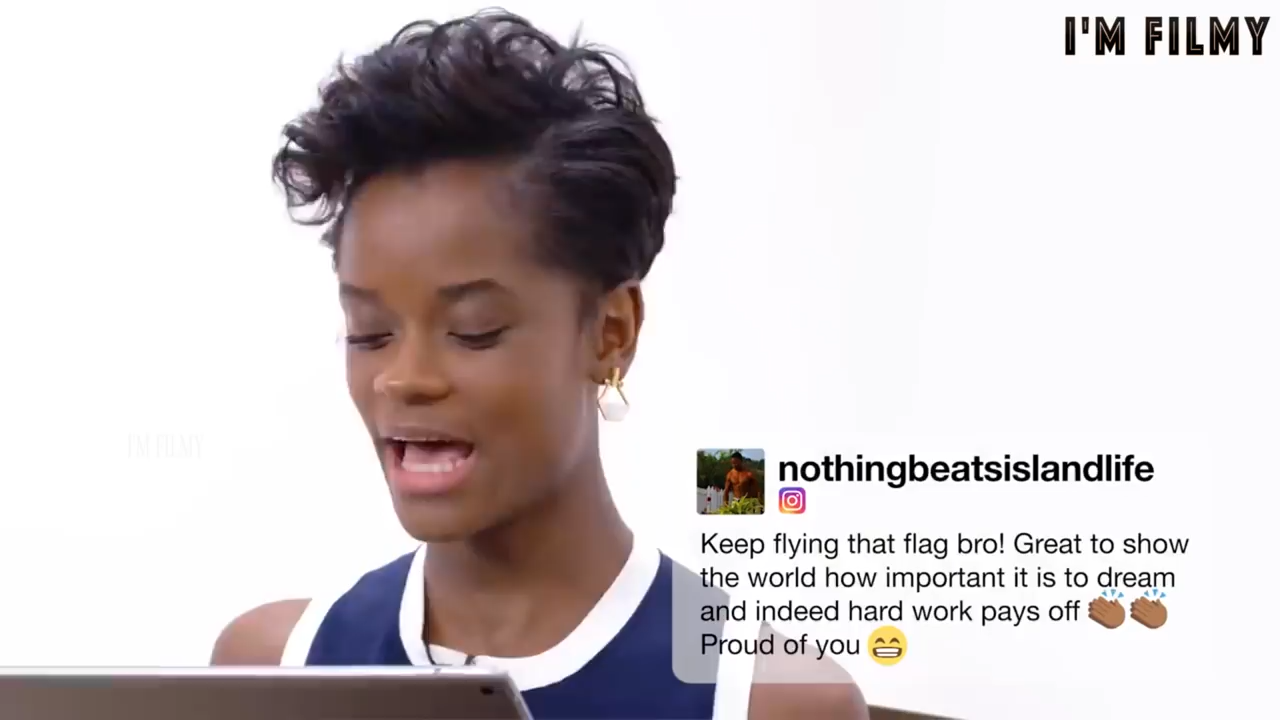 I'M FILMY
I'M FILMY
nothingbeatsislandlife
Keep flying that flag bro! Great to show
the world how important it is to dream
and indeed hard work pays off 👏🏾👏🏾
Proud of you 😁